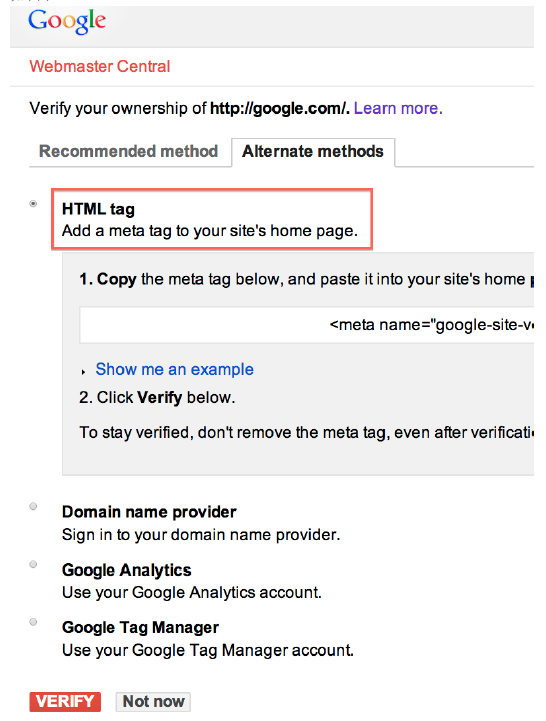 Google
Webmaster Central
Verify your ownership of http://google.com/. Learn more.
Recommended method Alternate methods
HTML tag
Add a meta tag to your site's home page.
1. Copy the meta tag below, and paste it into your site's home
<meta name="google-site-v
Show me an example
2. Click Verify below.
To stay verified, don't remove the meta tag, even after verificati
Domain name provider
Sign in to your domain name provider.
Google Analytics
Use your Google Analytics account.
Google Tag Manager
Use your Google Tag Manager account.
VERIFY Not now